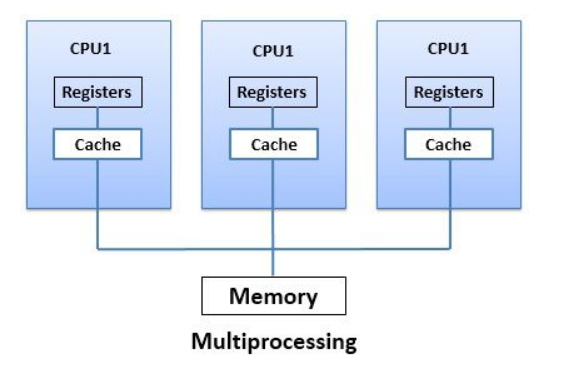 CPU1
CPU1
CPU1
Registers
Registers
Registers
Cache
Cache
Cache
Memory
Multiprocessing